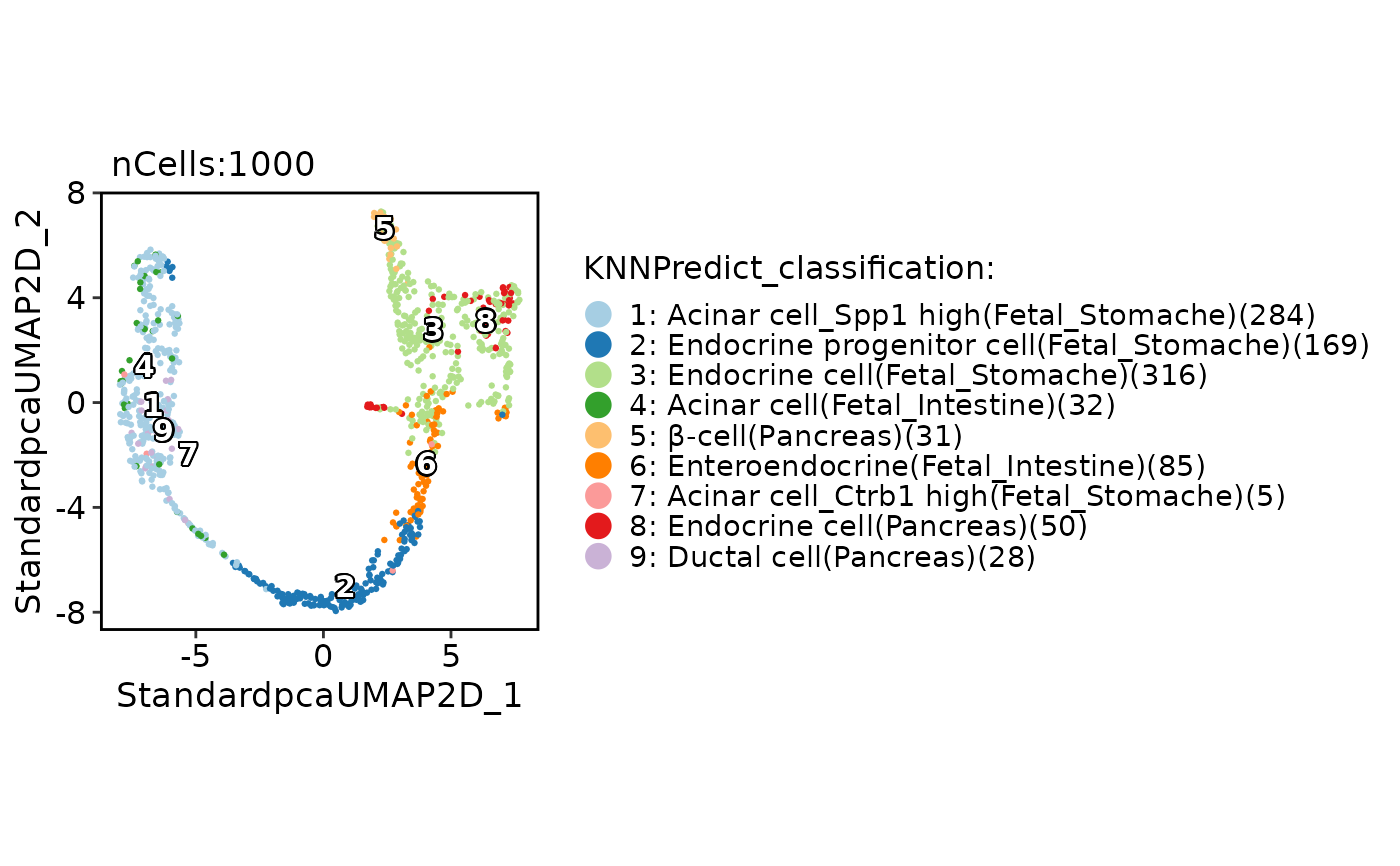 nCells:1000
StandardpcaUMAP2D_2
8
4
0
-4
-8
5
3
8
4
1
9
7
6
2
-5
0
5
StandardpcaUMAP2D_1
KNNPredict_classification:
1: Acinar cell_Spp1 high(Fetal_Stomache)(284)
2: Endocrine progenitor cell(Fetal_Stomache)(169)
3: Endocrine cell(Fetal_Stomache)(316)
4: Acinar cell(Fetal_Intestine)(32)
5: β-cell(Pancreas)(31)
6: Enteroendocrine(Fetal_Intestine)(85)
7: Acinar cell_Ctrb1 high(Fetal_Stomache)(5)
8: Endocrine cell(Pancreas)(50)
9: Ductal cell(Pancreas)(28)